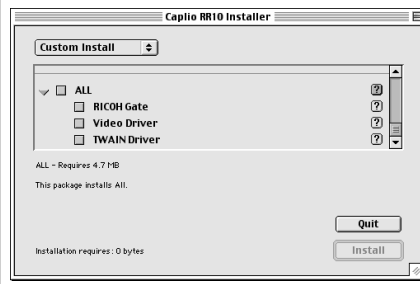 Caplio RR10 Installer
Custom Install
ALL
RICOH Gate
Video Driver
TWAIN Driver
ALL - Requires 4.7 MB
This package installs All.
Quit
Installation requires: 0 bytes
Install